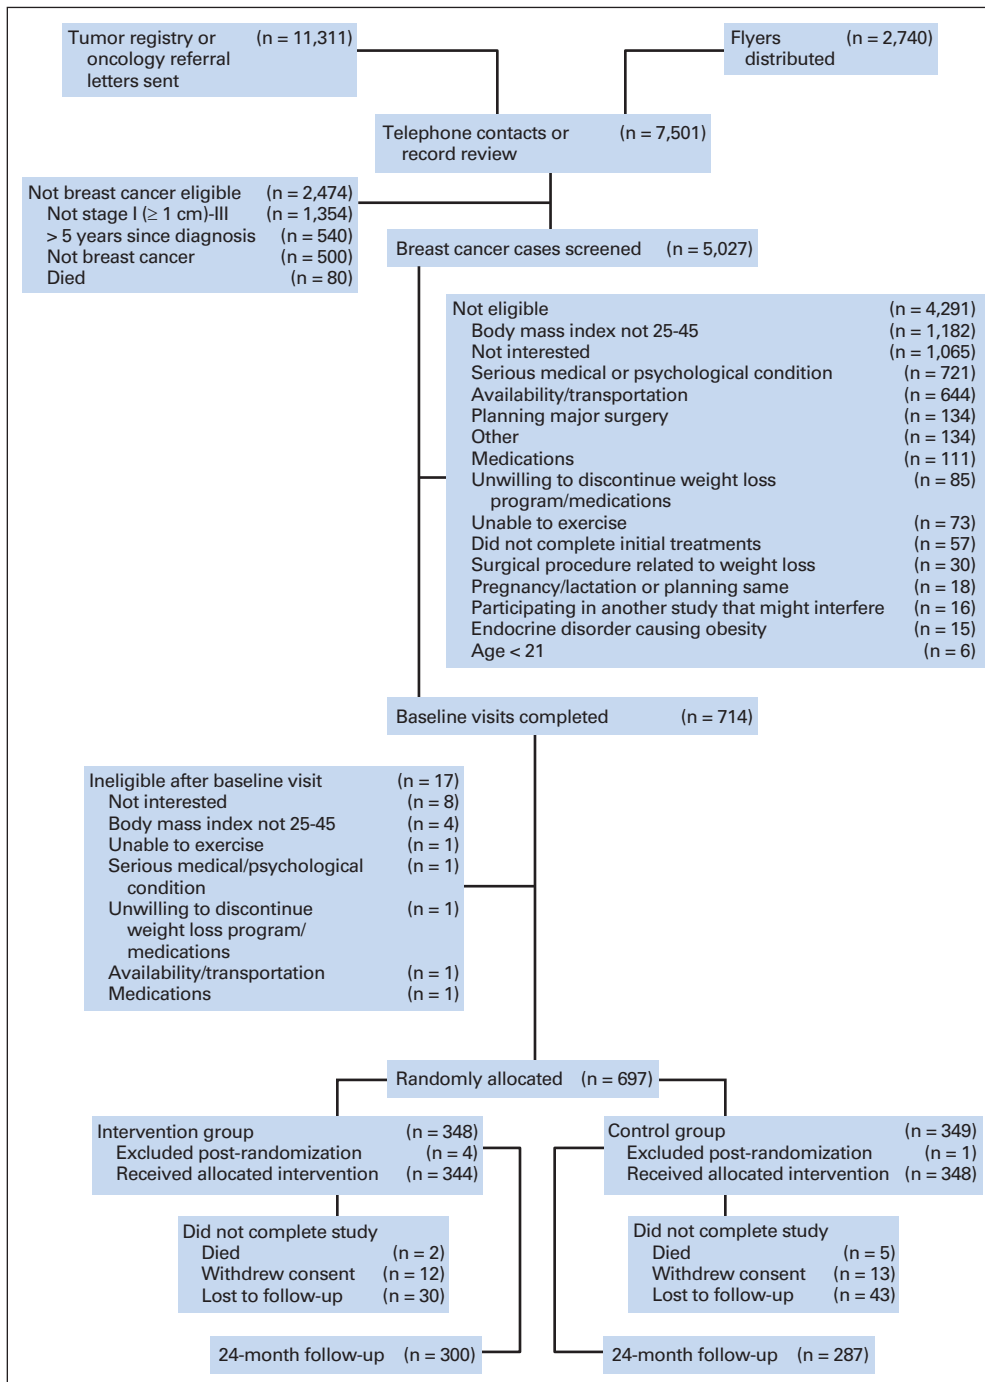 Tumor registry or (n = 11,311)
oncology referral
letters sent
Flyers (n = 2,740)
distributed
Telephone contacts or (n = 7,501)
record review
Not breast cancer eligible (n = 2,474)
Not stage I (≥ 1 cm)-III (n = 1,354)
> 5 years since diagnosis (n = 540)
Not breast cancer (n = 500)
Died (n = 80)
Breast cancer cases screened (n = 5,027)
Not eligible (n = 4,291)
Body mass index not 25-45 (n = 1,182)
Not interested (n = 1,065)
Serious medical or psychological condition (n = 721)
Availability/transportation (n = 644)
Planning major surgery (n = 134)
Other (n = 134)
Medications (n = 111)
Unwilling to discontinue weight loss (n = 85)
program/medications
Unable to exercise (n = 73)
Did not complete initial treatments (n = 57)
Surgical procedure related to weight loss (n = 30)
Pregnancy/lactation or planning same (n = 18)
Participating in another study that might interfere (n = 16)
Endocrine disorder causing obesity (n = 15)
Age < 21 (n = 6)
Baseline visits completed (n = 714)
Ineligible after baseline visit (n = 17)
Not interested (n = 8)
Body mass index not 25-45 (n = 4)
Unable to exercise (n = 1)
Serious medical/psychological (n = 1)
condition
Unwilling to discontinue (n = 1)
weight loss program/
medications
Availability/transportation (n = 1)
Medications (n = 1)
Randomly allocated (n = 697)
Intervention group (n = 348)
Excluded post-randomization (n = 4)
Received allocated intervention (n = 344)
Control group (n = 349)
Excluded post-randomization (n = 1)
Received allocated intervention (n = 348)
Did not complete study
Died (n = 2)
Withdrew consent (n = 12)
Lost to follow-up (n = 30)
Did not complete study
Died (n = 5)
Withdrew consent (n = 13)
Lost to follow-up (n = 43)
24-month follow-up (n = 300)
24-month follow-up (n = 287)